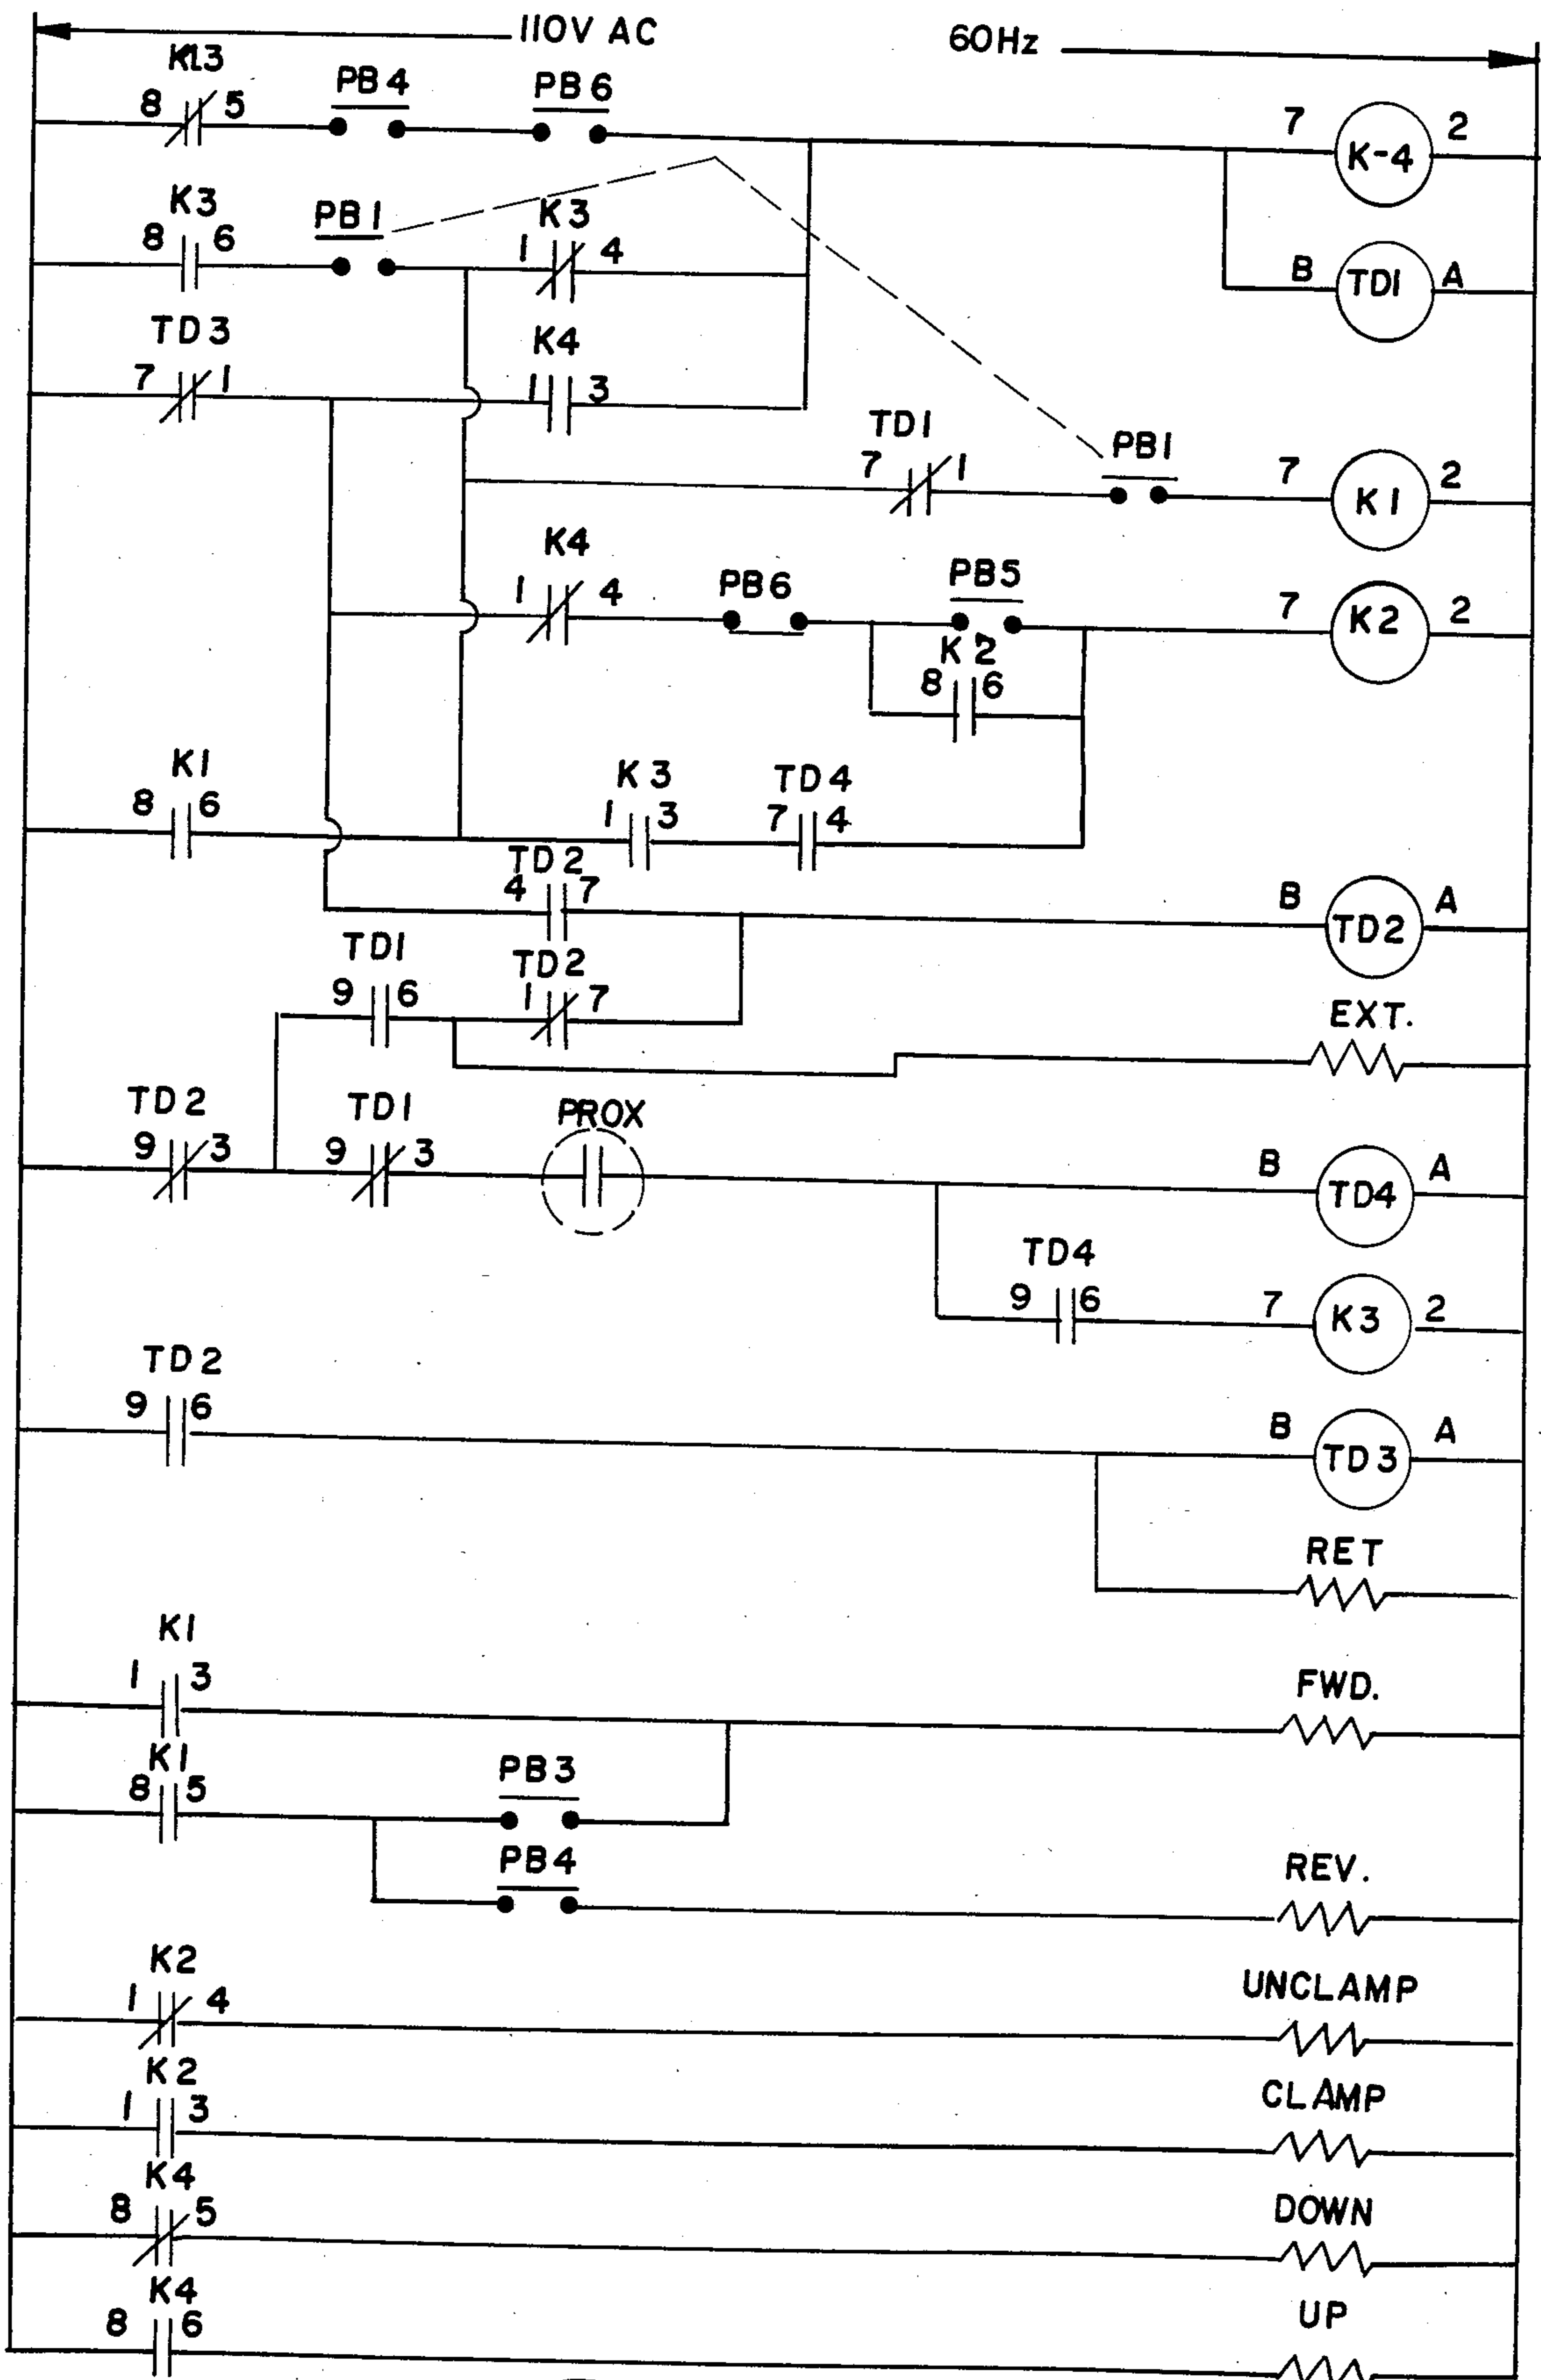 110V AC 60Hz
K1.3 PB4 PB6
8 5 7 K-4 2
K3 PB1 K3
8 6 1 4 B TD1 A
TD3 K4
7 1 1 3
TD1 PB1
7 1 7 K1 2
K4 PB6 PB5
1 4 7 K2 2
K2
8 6
K1 K3 TD4
8 6 1 3 7 4
TD2
4 7 B TD2 A
TD1 TD2
9 6 1 7
EXT.
TD2 TD1 PROX
9 3 9 3 B TD4 A
TD4
9 6 7 K3 2
TD2
9 6 B TD3 A
RET
K1
1 3 FWD.
K1 PB3
8 5
PB4 REV.
K2
1 4 UNCLAMP
K2
1 3 CLAMP
K4
8 5 DOWN
K4
8 6 UP